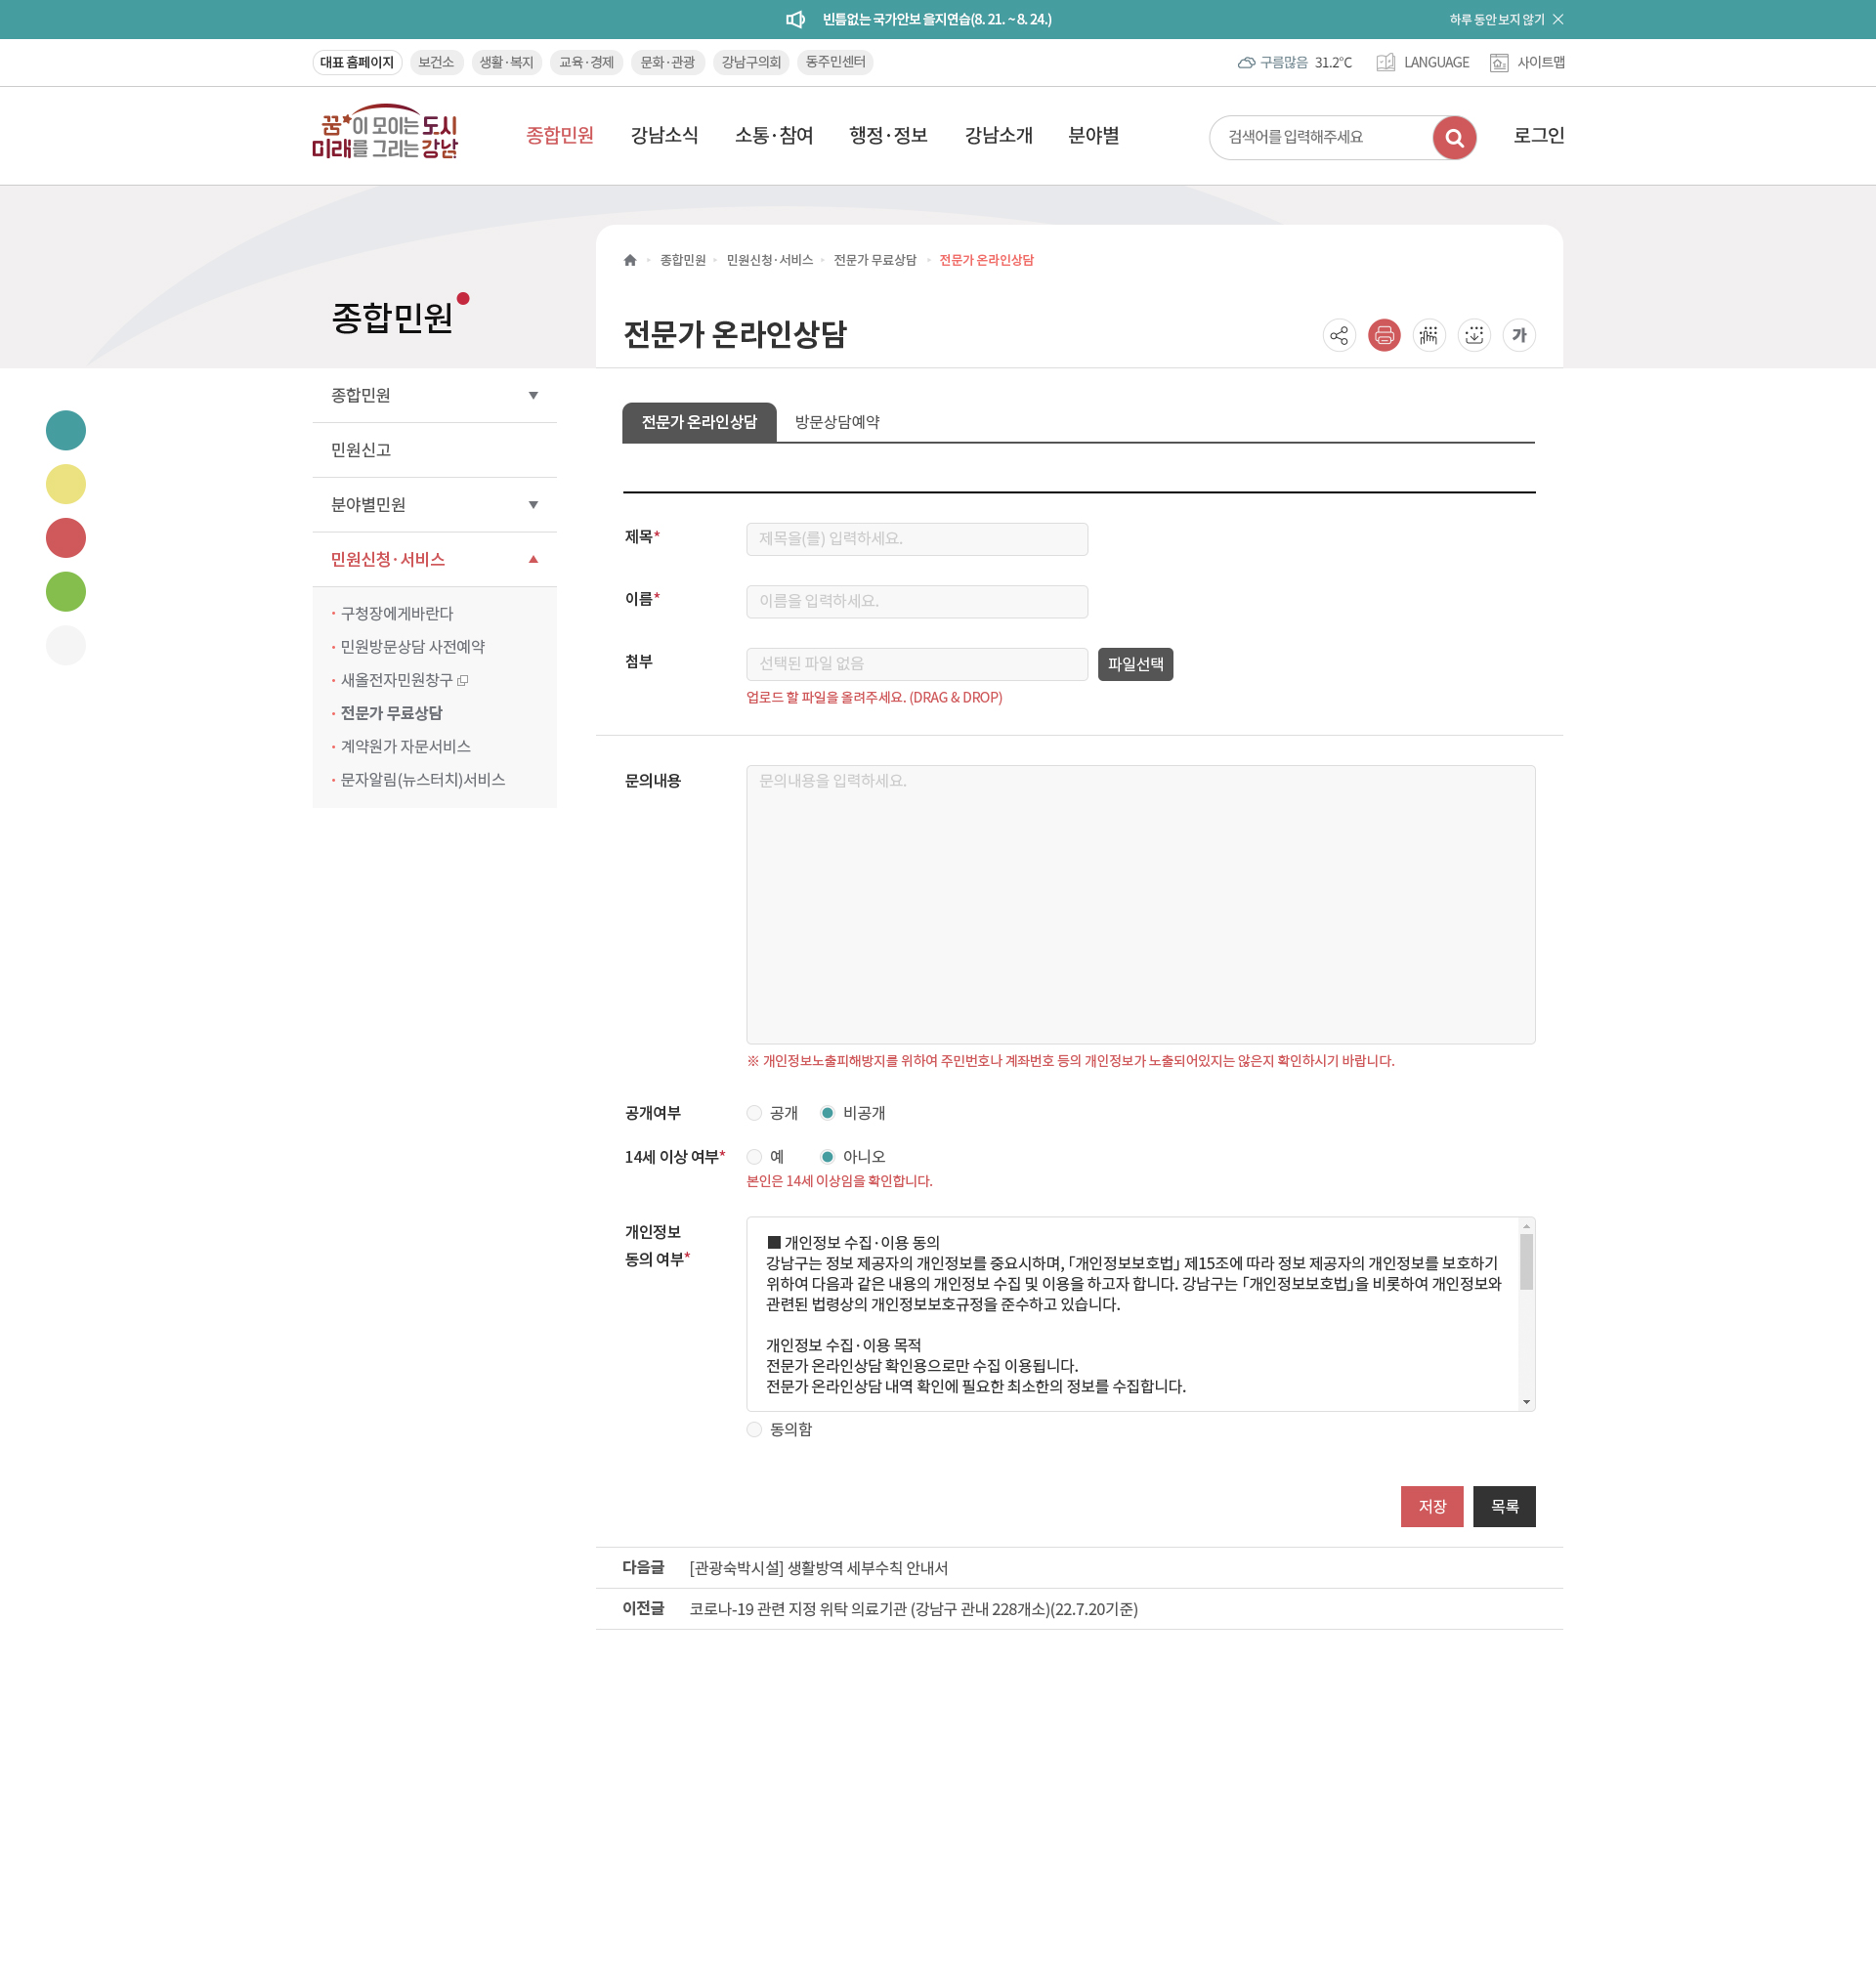 빈틈없는 국가안보 을지연습(8. 21. ~ 8. 24.)
하루 동안 보지 않기
대표 홈페이지 보건소 생활·복지 교육·경제 문화·관광 강남구의회 동주민센터
구름많음 31.2℃ LANGUAGE 사이트맵
꿈이 모이는 도시
미래를 그리는 강남
종합민원 강남소식 소통·참여 행정·정보 강남소개 분야별
검색어를 입력해주세요
로그인
종합민원 민원신청·서비스 전문가 무료상담 전문가 온라인상담
종합민원
전문가 온라인상담
가
종합민원
민원신고
분야별민원
민원신청·서비스
구청장에게바란다
민원방문상담 사전예약
새올전자민원창구
전문가 무료상담
계약원가 자문서비스
문자알림(뉴스터치)서비스
전문가 온라인상담 방문상담예약
제목* 제목을(를) 입력하세요.
이름* 이름을 입력하세요.
첨부 선택된 파일 없음 파일선택
업로드 할 파일을 올려주세요. (DRAG & DROP)
문의내용 문의내용을 입력하세요.
※ 개인정보노출피해방지를 위하여 주민번호나 계좌번호 등의 개인정보가 노출되어있지는 않은지 확인하시기 바랍니다.
공개여부 공개 비공개
14세 이상 여부* 예 아니오
본인은 14세 이상임을 확인합니다.
개인정보
동의 여부*
■ 개인정보 수집·이용 동의
강남구는 정보 제공자의 개인정보를 중요시하며, 「개인정보보호법」 제15조에 따라 정보 제공자의 개인정보를 보호하기
위하여 다음과 같은 내용의 개인정보 수집 및 이용을 하고자 합니다. 강남구는 「개인정보보호법」을 비롯하여 개인정보와
관련된 법령상의 개인정보보호규정을 준수하고 있습니다.
개인정보 수집·이용 목적
전문가 온라인상담 확인용으로만 수집 이용됩니다.
전문가 온라인상담 내역 확인에 필요한 최소한의 정보를 수집합니다.
동의함
저장 목록
다음글 [관광숙박시설] 생활방역 세부수칙 안내서
이전글 코로나-19 관련 지정 위탁 의료기관 (강남구 관내 228개소)(22.7.20기준)